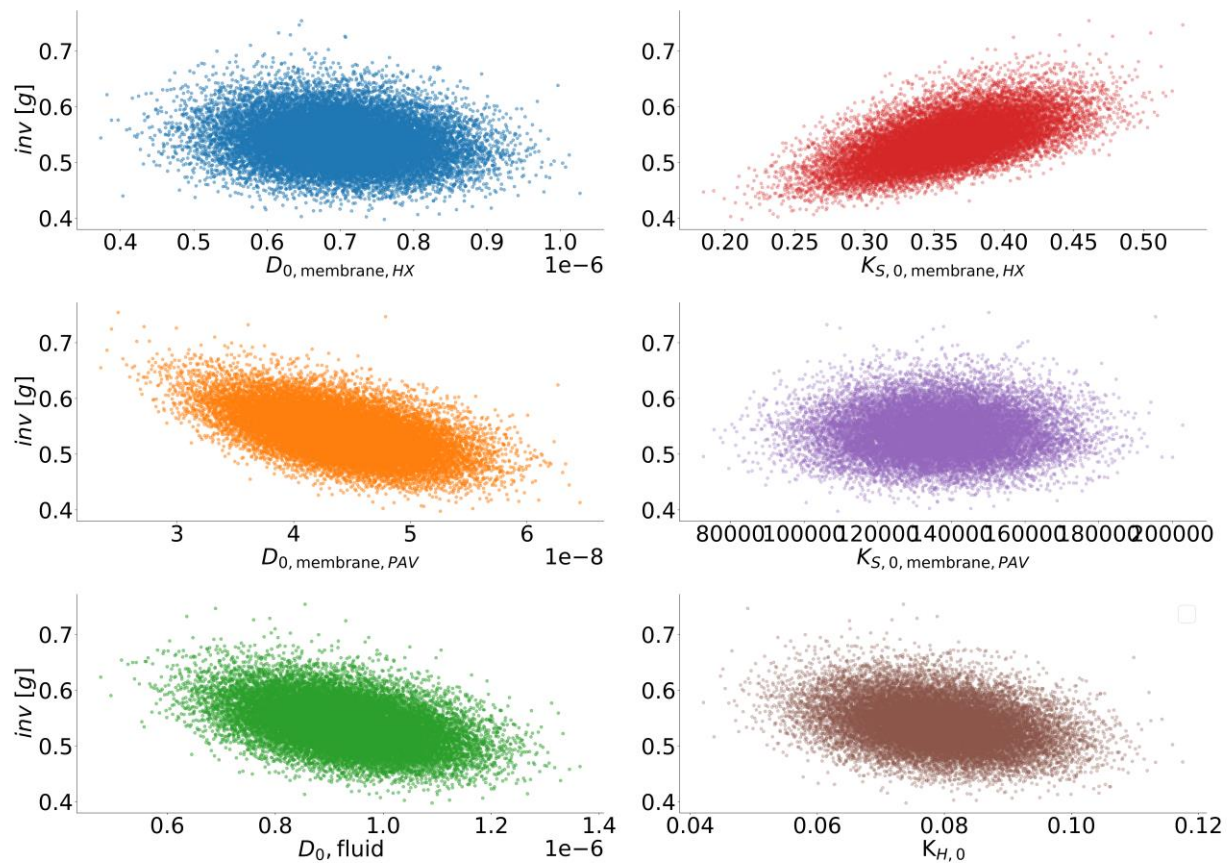 inv [g]
0.7
0.6
0.5
0.4
0.4 0.5 0.6 0.7 0.8 0.9 1.0
1e-6
D0, membrane, HX
0.7
0.6
0.5
0.4
0.20 0.25 0.30 0.35 0.40 0.45 0.50
KS, 0, membrane, HX
inv [g]
0.7
0.6
0.5
0.4
3 4 5 6
1e-8
D0, membrane, PAV
0.7
0.6
0.5
0.4
80000 100000 120000 140000 160000 180000 200000
KS, 0, membrane, PAV
inv [g]
0.7
0.6
0.5
0.4
0.6 0.8 1.0 1.2 1.4
1e-6
D0, fluid
0.7
0.6
0.5
0.4
0.04 0.06 0.08 0.10 0.12
KH, 0